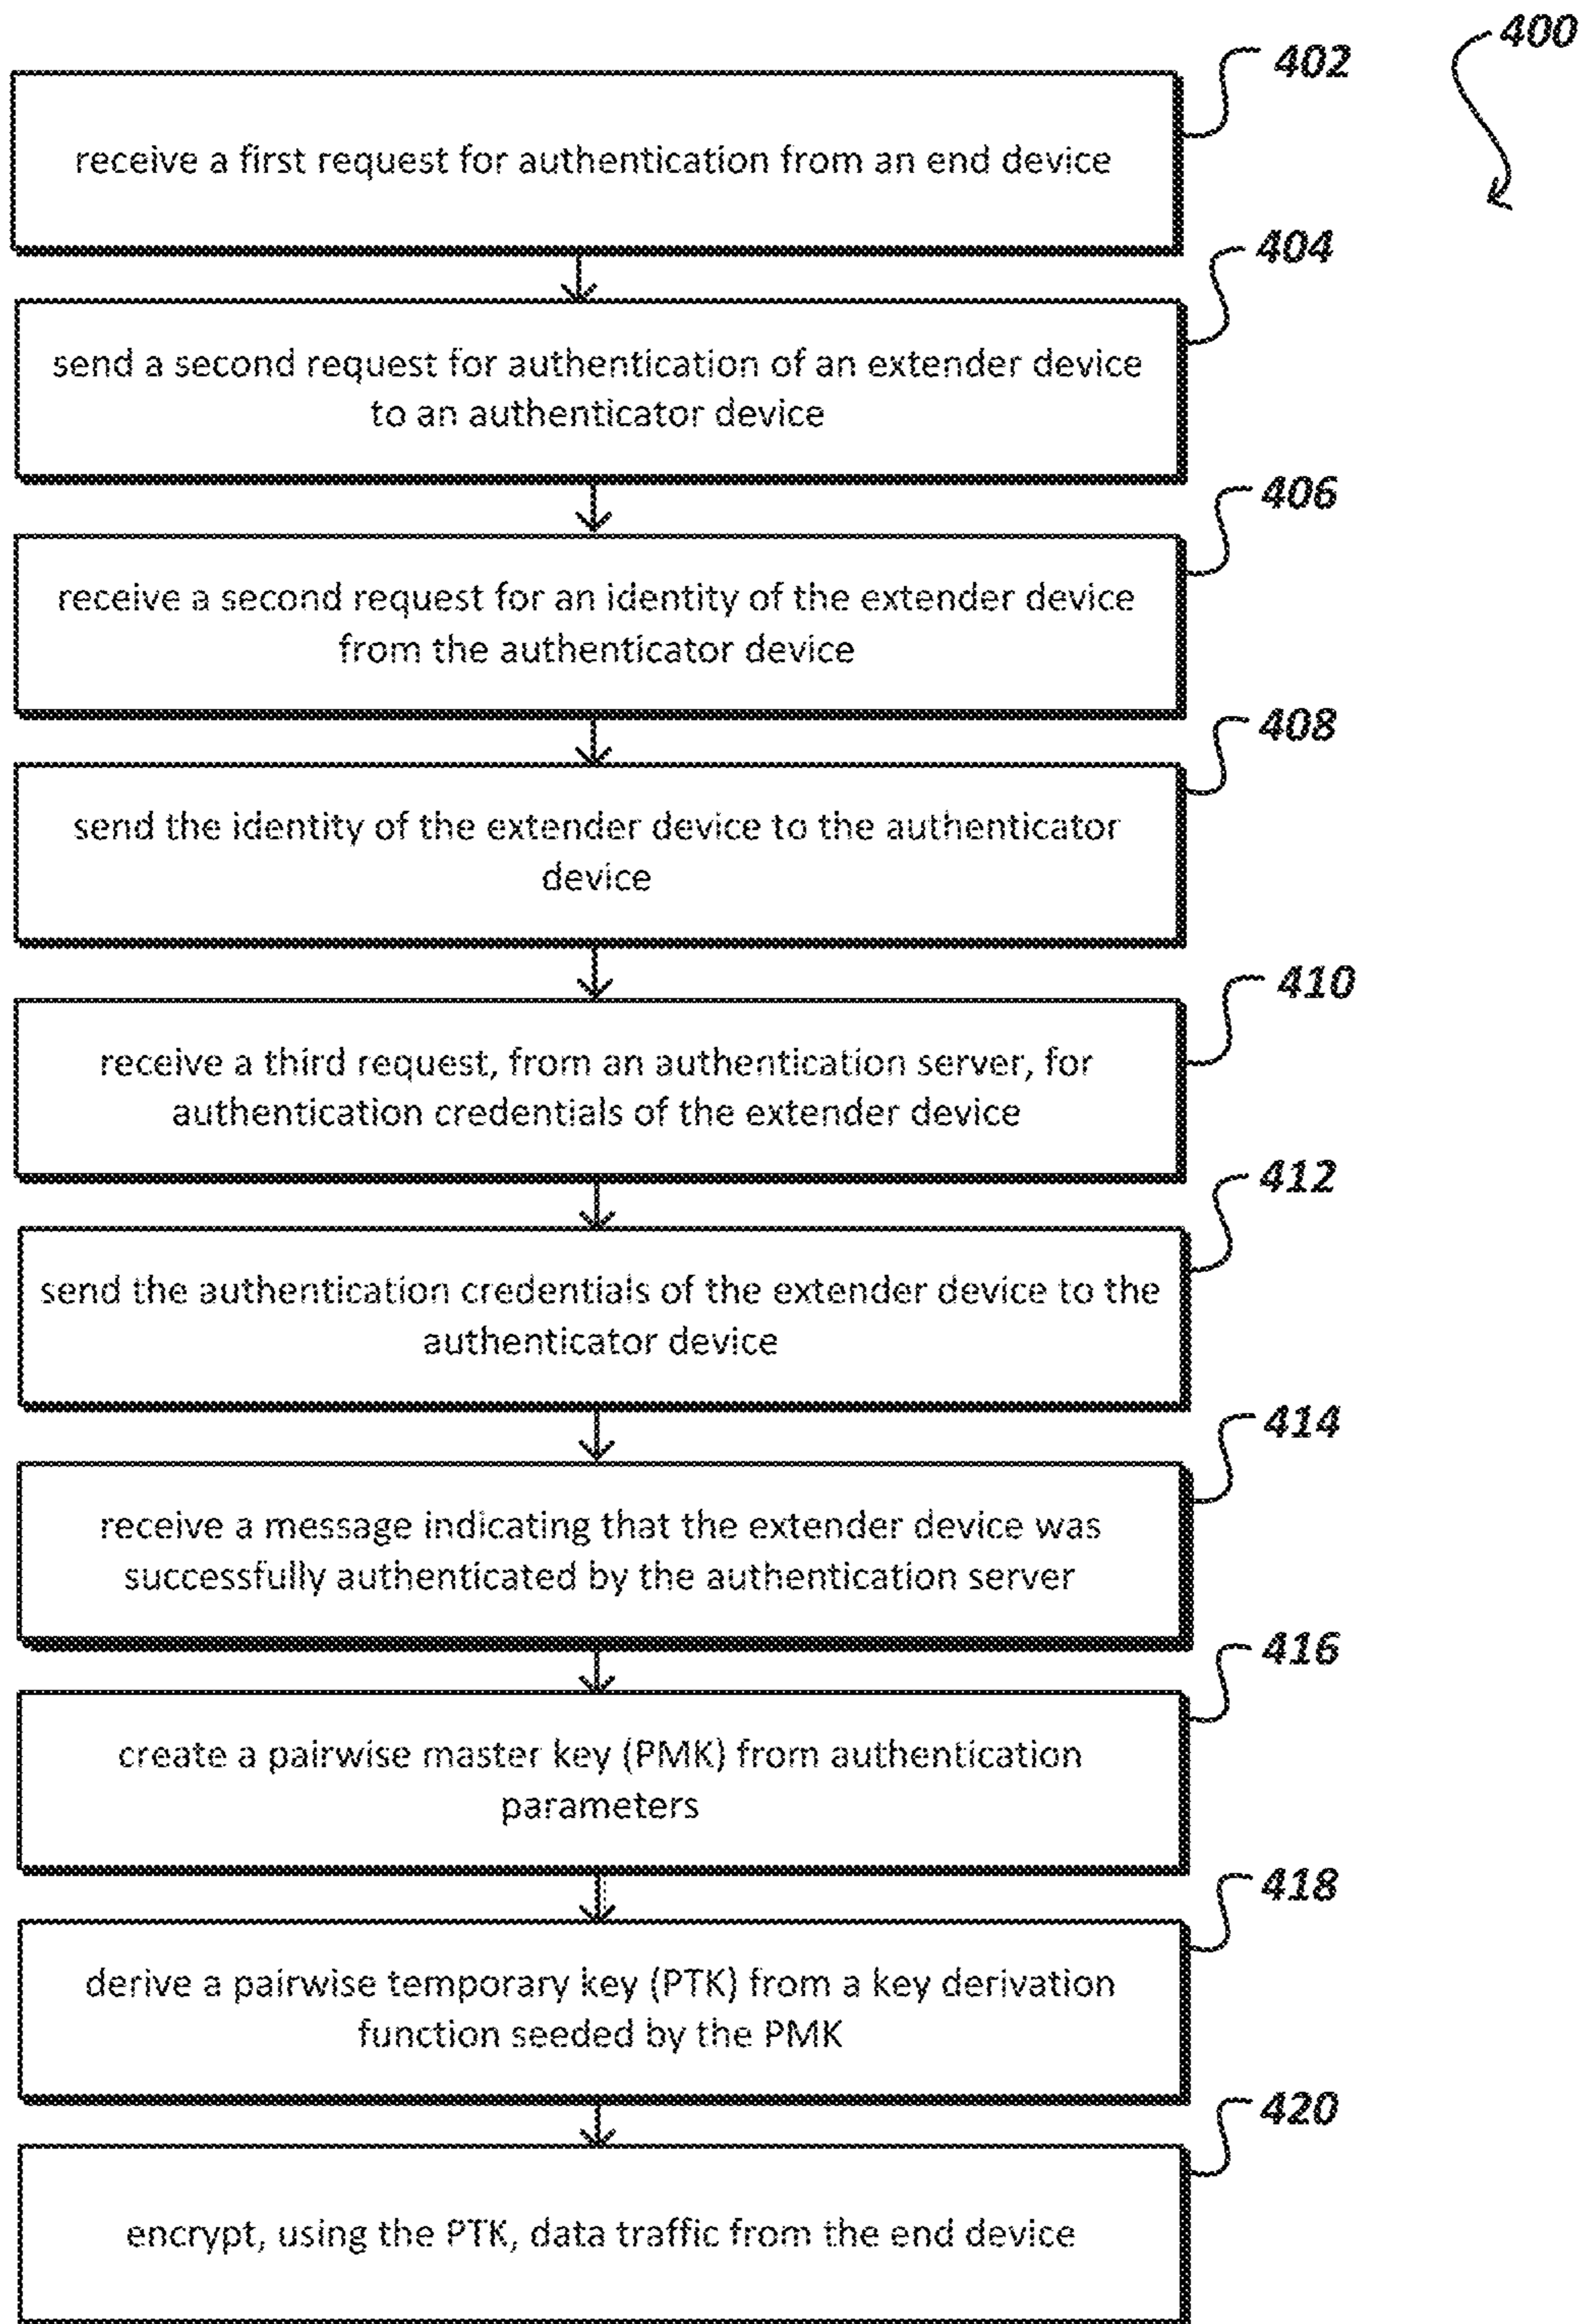 400
402
receive a first request for authentication from an end device
404
send a second request for authentication of an extender device
to an authenticator device
406
receive a second request for an identity of the extender device
from the authenticator device
408
send the identity of the extender device to the authenticator
device
410
receive a third request, from an authentication server, for
authentication credentials of the extender device
412
send the authentication credentials of the extender device to the
authenticator device
414
receive a message indicating that the extender device was
successfully authenticated by the authentication server
416
create a pairwise master key (PMK) from authentication
parameters
418
derive a pairwise temporary key (PTK) from a key derivation
function seeded by the PMK
420
encrypt, using the PTK, data traffic from the end device